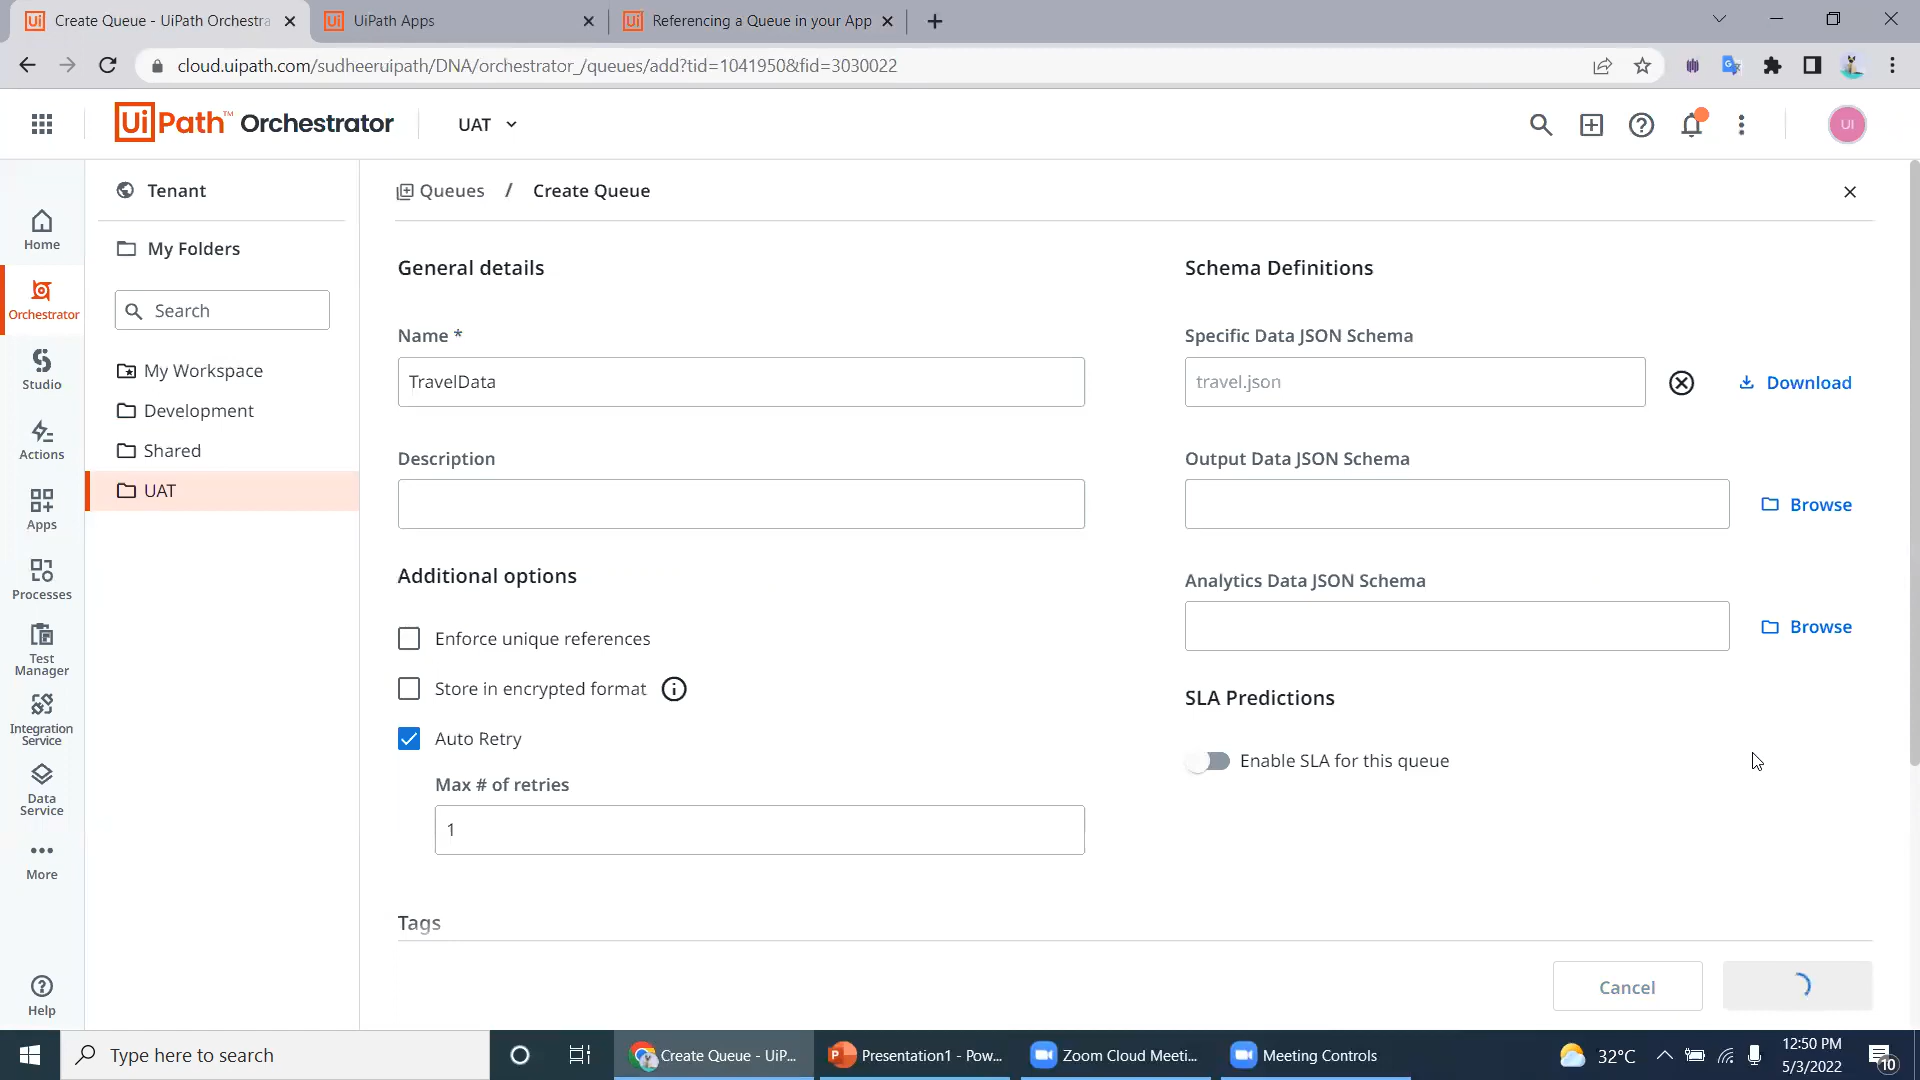 Create Queue - UiPath Orchestra
UiPath Apps
Referencing a Queue in your App
cloud.uipath.com/sudheeruipath/DNA/orchestrator_/queues/add?tid=1041950&fid=3030022
UiPath™ Orchestrator
UAT
UI
Tenant
My Folders
Search
My Workspace
Development
Shared
UAT
Home
Orchestrator
Studio
Actions
Apps
Processes
Test
Manager
Integration
Service
Data
Service
More
Help
Queues / Create Queue
General details
Name *
TravelData
Description
Additional options
Enforce unique references
Store in encrypted format
Auto Retry
Max # of retries
1
Tags
Schema Definitions
Specific Data JSON Schema
travel.json
Download
Output Data JSON Schema
Browse
Analytics Data JSON Schema
Browse
SLA Predictions
Enable SLA for this queue
Cancel
Type here to search
Create Queue - UiP...
Presentation1 - Pow...
Zoom Cloud Meeti...
Meeting Controls
32°C
12:50 PM
5/3/2022
10